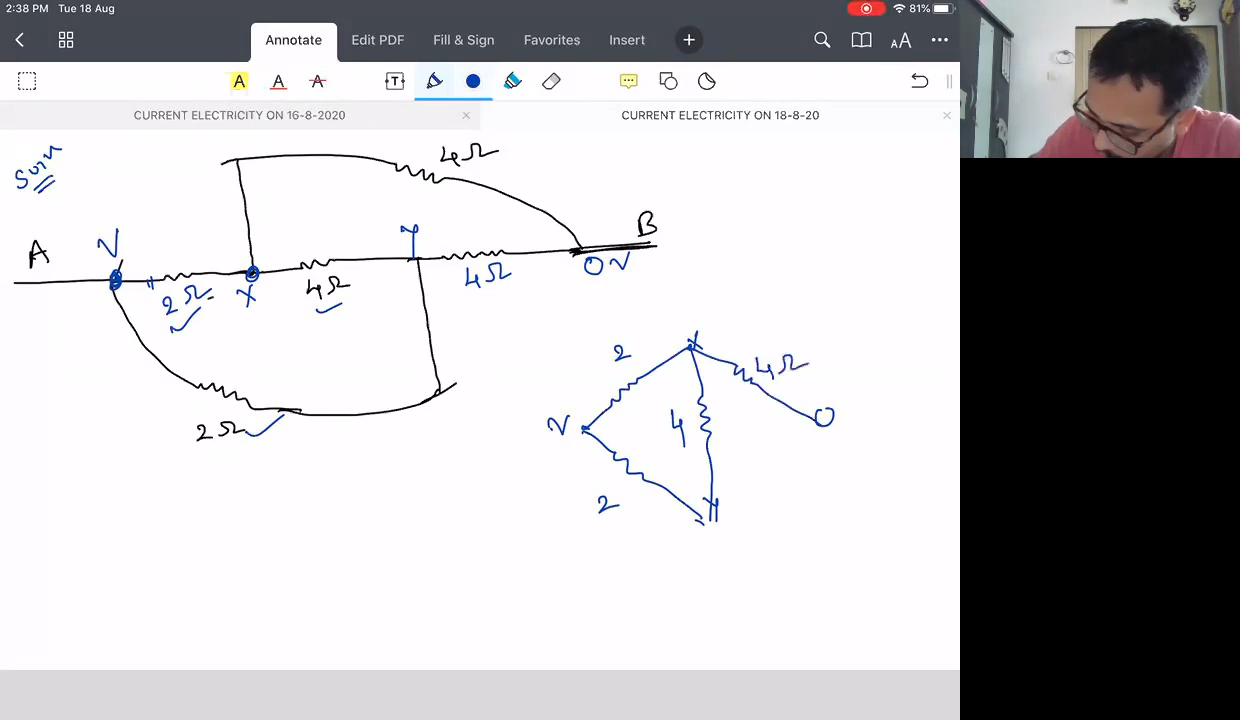 2:38 PM Tue 18 Aug
81%
Annotate Edit PDF Fill & Sign Favorites Insert
A A A T AA
CURRENT ELECTRICITY ON 16-8-2020 CURRENT ELECTRICITY ON 18-8-20
4Ω
A V Y B
2Ω X 4Ω 4Ω 0V
2Ω
X
2 4Ω
V 4 0
2
Y